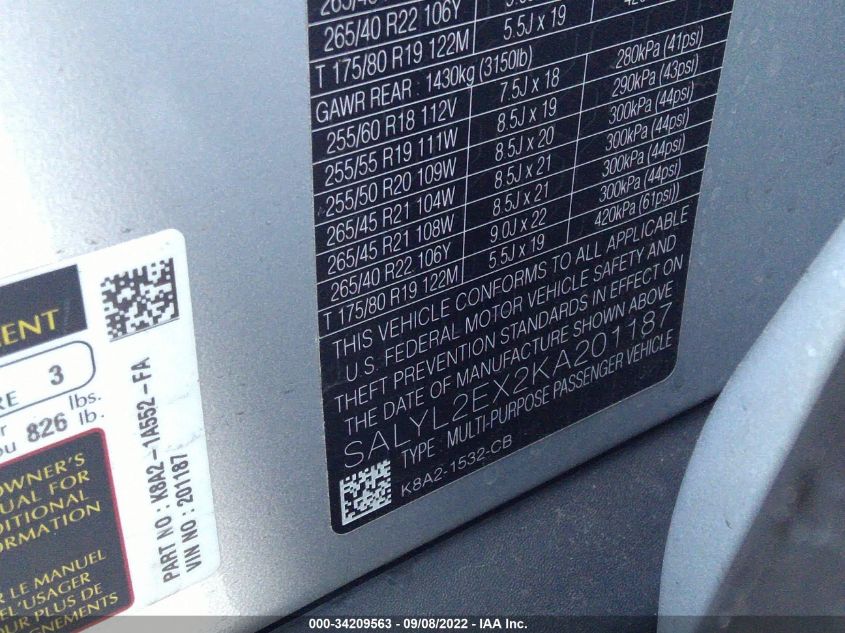 265/40 R22 106Y
T 175/80 R19 122M 5.5J x 19
GAWR REAR : 1430kg (3150lb)
255/60 R18 112V 7.5J x 18 280kPa (41psi)
255/55 R19 111W 8.5J x 19 290kPa (43psi)
255/50 R20 109W 8.5J x 20 300kPa (44psi)
265/45 R21 104W 8.5J x 21 300kPa (44psi)
265/45 R21 108W 8.5J x 21 300kPa (44psi)
265/40 R22 106Y 9.0J x 22 300kPa (44psi)
T 175/80 R19 122M 5.5J x 19 420kPa (61psi))
THIS VEHICLE CONFORMS TO ALL APPLICABLE
U.S. FEDERAL MOTOR VEHICLE SAFETY AND
THEFT PREVENTION STANDARDS IN EFFECT ON
THE DATE OF MANUFACTURE SHOWN ABOVE
SALYL2EX2KA201187
TYPE MULTI-PURPOSE PASSENGER VEHICLE
K8A2-1532-CB
3
lbs.
826 lb.
OWNER'S
FOR
LE MANUEL
L'USAGER
PLUS DE
PART NO : K8A2-1A552-FA
VIN NO : 201187
000-34209563 - 09/08/2022 - IAA Inc.